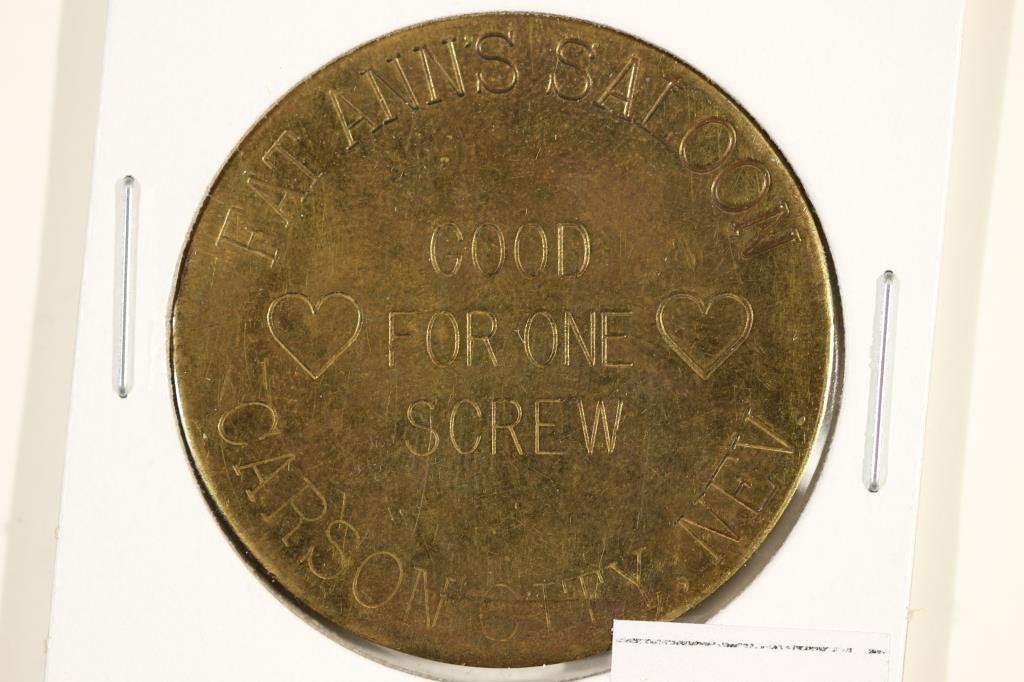 FAT ANN'S SALOON
GOOD
FOR ONE
SCREW
CARSON CITY, NEV.